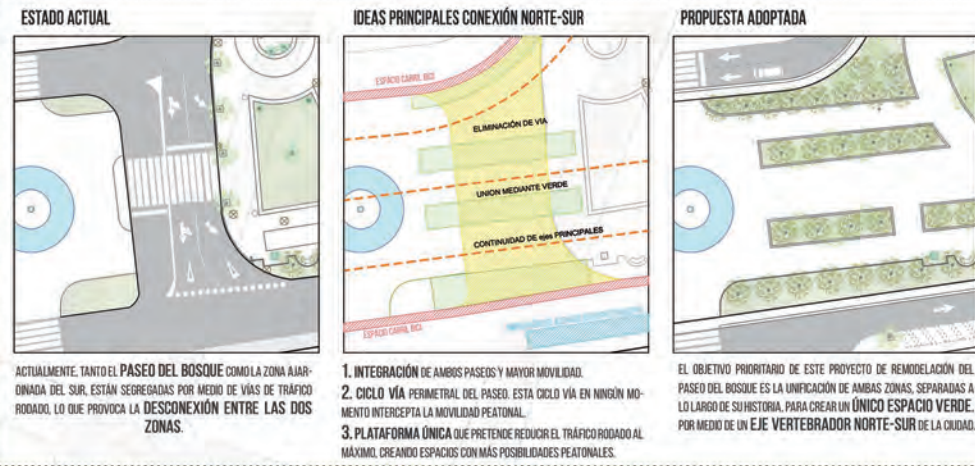 ESTADO ACTUAL
ACTUALMENTE, TANTO EL PASEO DEL BOSQUE COMO LA ZONA AJAR-
DINADA DEL SUR, ESTÁN SEGREGADAS POR MEDIO DE VÍAS DE TRÁFICO
RODADO, LO QUE PROVOCA LA DESCONEXIÓN ENTRE LAS DOS
ZONAS.
IDEAS PRINCIPALES CONEXIÓN NORTE-SUR
ESPACIO CARRIL BICI
ELIMINACIÓN DE VIA
UNION MEDIANTE VERDE
CONTINUIDAD DE ejes PRINCIPALES
ESPACIO CARRIL BICI
1. INTEGRACIÓN DE AMBOS PASEOS Y MAYOR MOVILIDAD.
2. CICLO VÍA PERIMETRAL DEL PASEO. ESTA CICLO VÍA EN NINGÚN MO-
MENTO INTERCEPTA LA MOVILIDAD PEATONAL.
3. PLATAFORMA ÚNICA QUE PRETENDE REDUCIR EL TRÁFICO RODADO AL
MÁXIMO, CREANDO ESPACIOS CON MÁS POSIBILIDADES PEATONALES.
PROPUESTA ADOPTADA
EL OBJETIVO PRIORITARIO DE ESTE PROYECTO DE REMODELACIÓN DEL
PASEO DEL BOSQUE ES LA UNIFICACIÓN DE AMBAS ZONAS, SEPARADAS A
LO LARGO DE SU HISTORIA, PARA CREAR UN ÚNICO ESPACIO VERDE,
POR MEDIO DE UN EJE VERTEBRADOR NORTE-SUR DE LA CIUDAD.